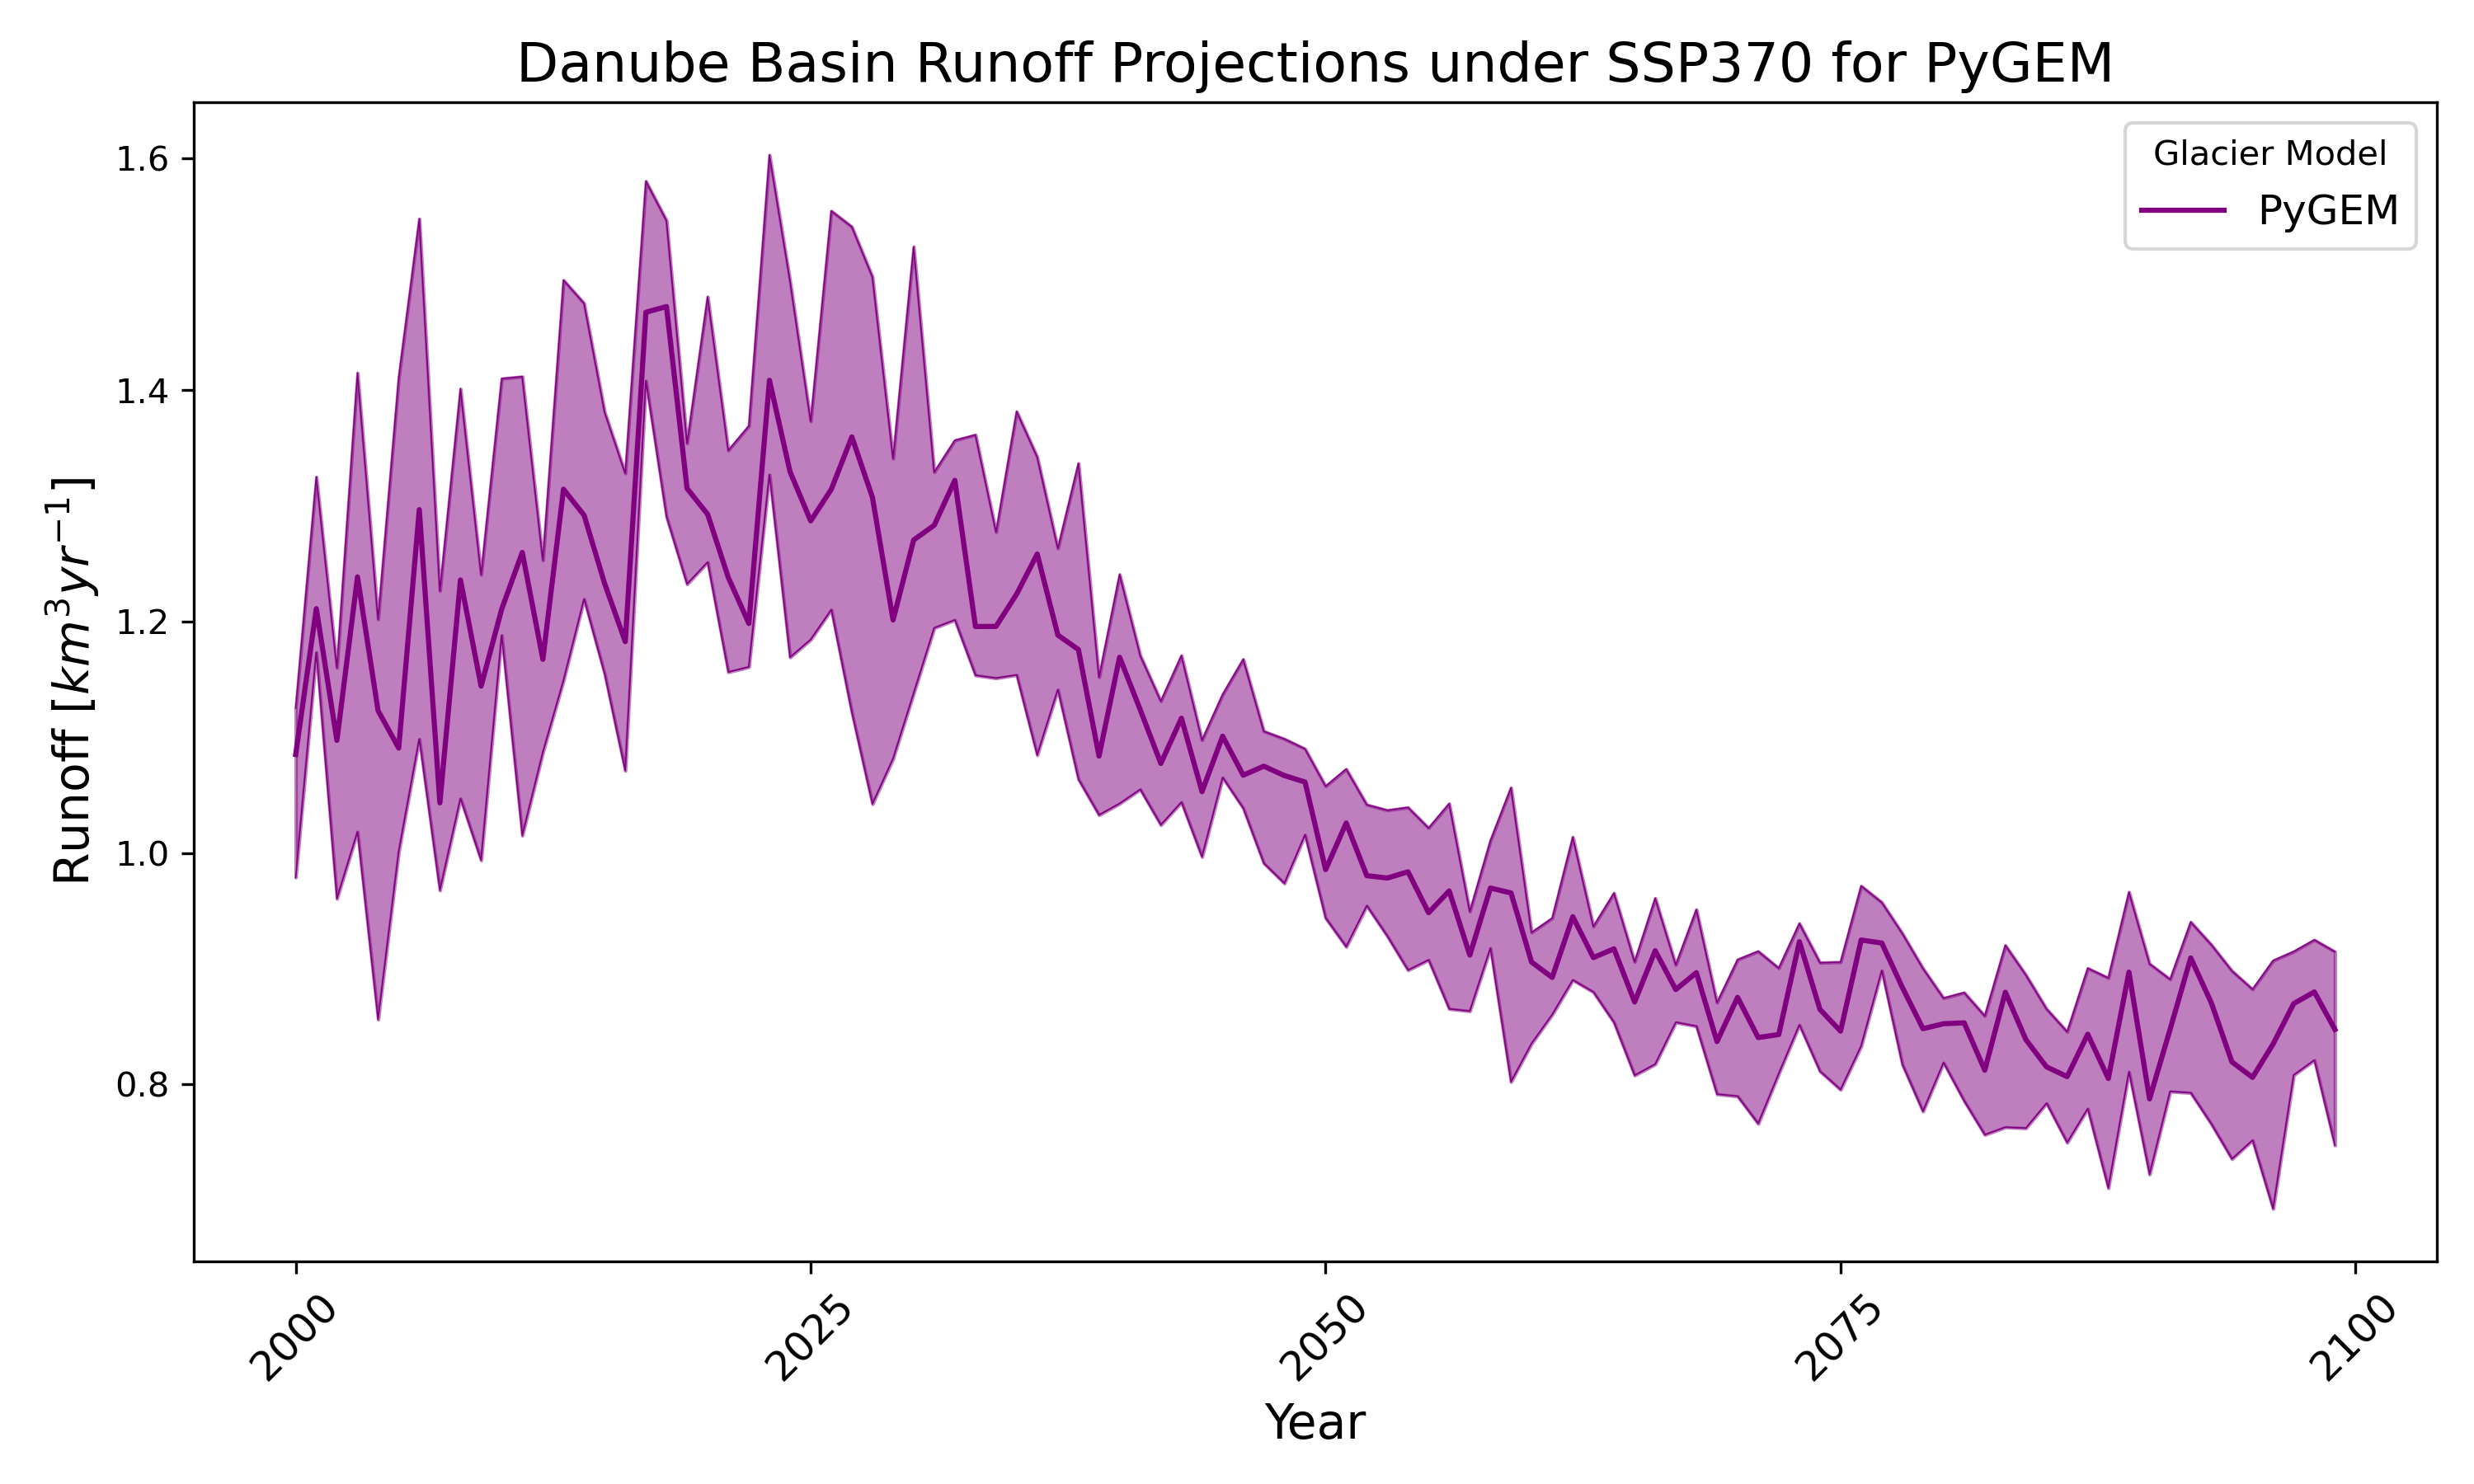 Danube Basin Runoff Projections under SSP370 for PyGEM
Glacier Model
PyGEM
1.6
1.4
1.2
1.0
0.8
Runoff [km³yr⁻¹]
2000
2025
2050
2075
2100
Year